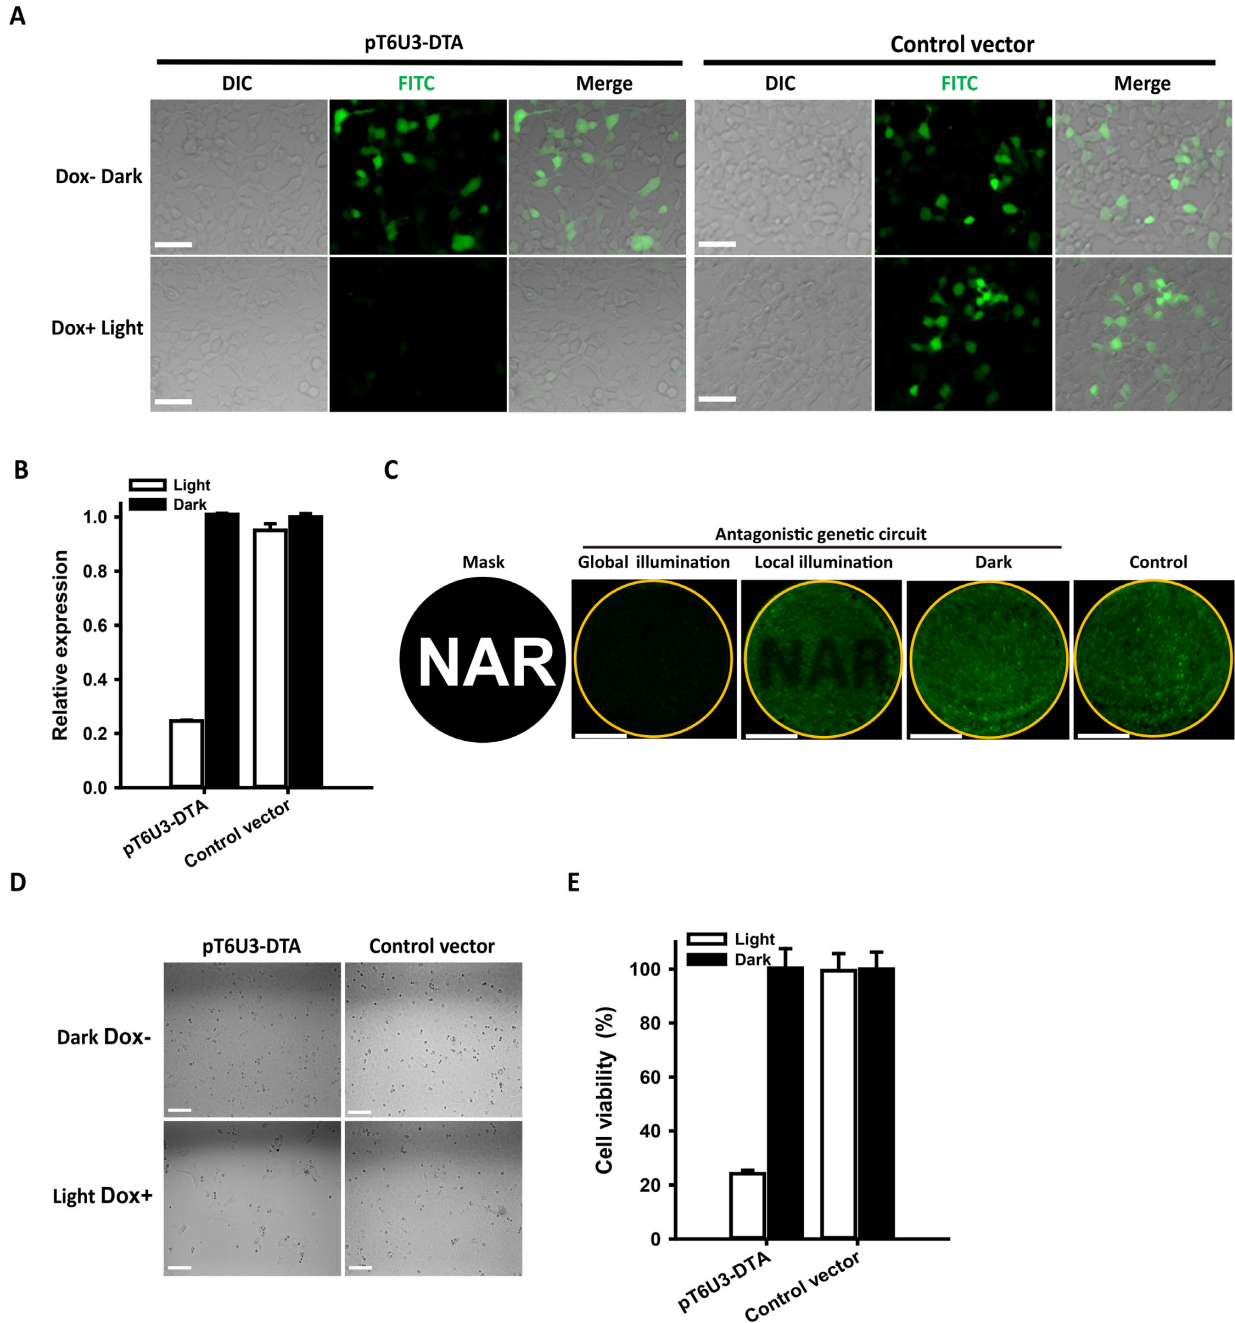 A
pT6U3-DTA
Control vector
DIC
FITC
Merge
DIC
FITC
Merge
Dox- Dark
Dox+ Light
B
Light
Dark
1.0
0.8
0.6
0.4
0.2
0.0
Relative expression
pT6U3-DTA
Control vector
C
Antagonistic genetic circuit
Mask
Global illumination
Local illumination
Dark
Control
NAR
NAR
D
pT6U3-DTA
Control vector
Dark Dox-
Light Dox+
E
Light
Dark
100
80
60
40
20
0
Cell viability (%)
pT6U3-DTA
Control vector